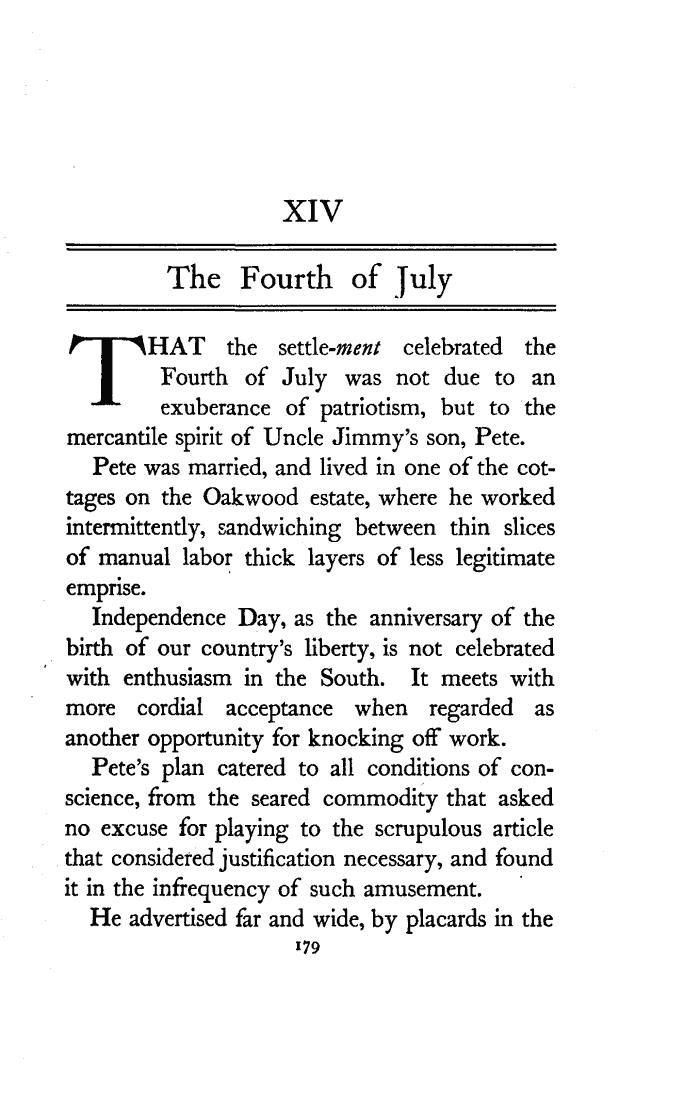 XIV
The Fourth of July
THAT the settle-ment celebrated the
Fourth of July was not due to an
exuberance of patriotism, but to the
mercantile spirit of Uncle Jimmy's son, Pete.
Pete was married, and lived in one of the cot-
tages on the Oakwood estate, where he worked
intermittently, sandwiching between thin slices
of manual labor thick layers of less legitimate
emprise.
Independence Day, as the anniversary of the
birth of our country's liberty, is not celebrated
with enthusiasm in the South. It meets with
more cordial acceptance when regarded as
another opportunity for knocking off work.
Pete's plan catered to all conditions of con-
science, from the seared commodity that asked
no excuse for playing to the scrupulous article
that considered justification necessary, and found
it in the infrequency of such amusement.
He advertised far and wide, by placards in the
179